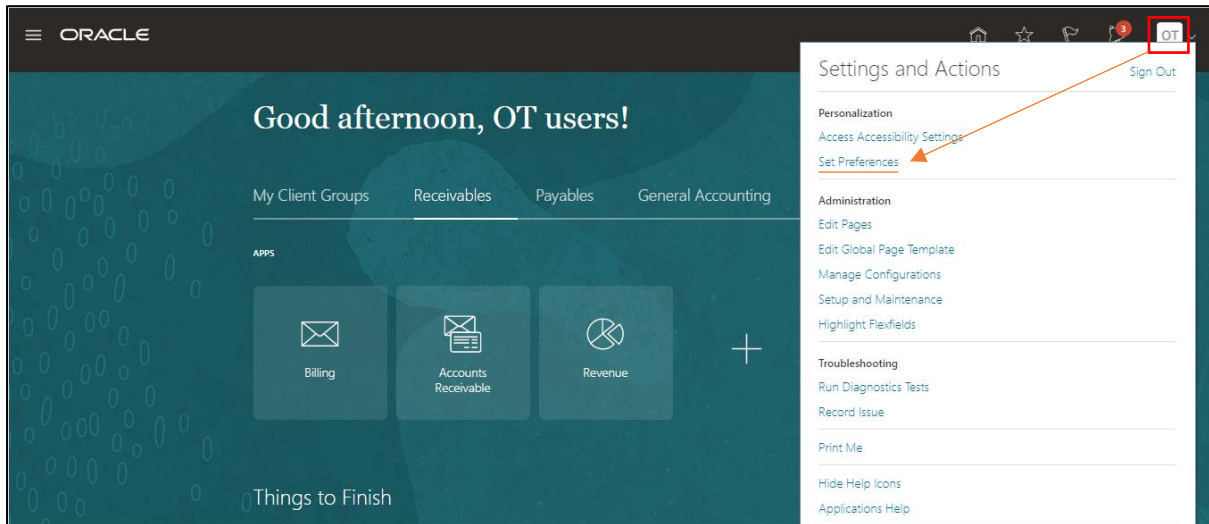 ORACLE
3
OT
Good afternoon, OT users!
My Client Groups Receivables Payables General Accounting
APPS
Billing
Accounts
Receivable
Revenue
Things to Finish
Settings and Actions
Sign Out
Personalization
Access Accessibility Settings
Set Preferences
Administration
Edit Pages
Edit Global Page Template
Manage Configurations
Setup and Maintenance
Highlight Flexfields
Troubleshooting
Run Diagnostics Tests
Record Issue
Print Me
Hide Help Icons
Applications Help